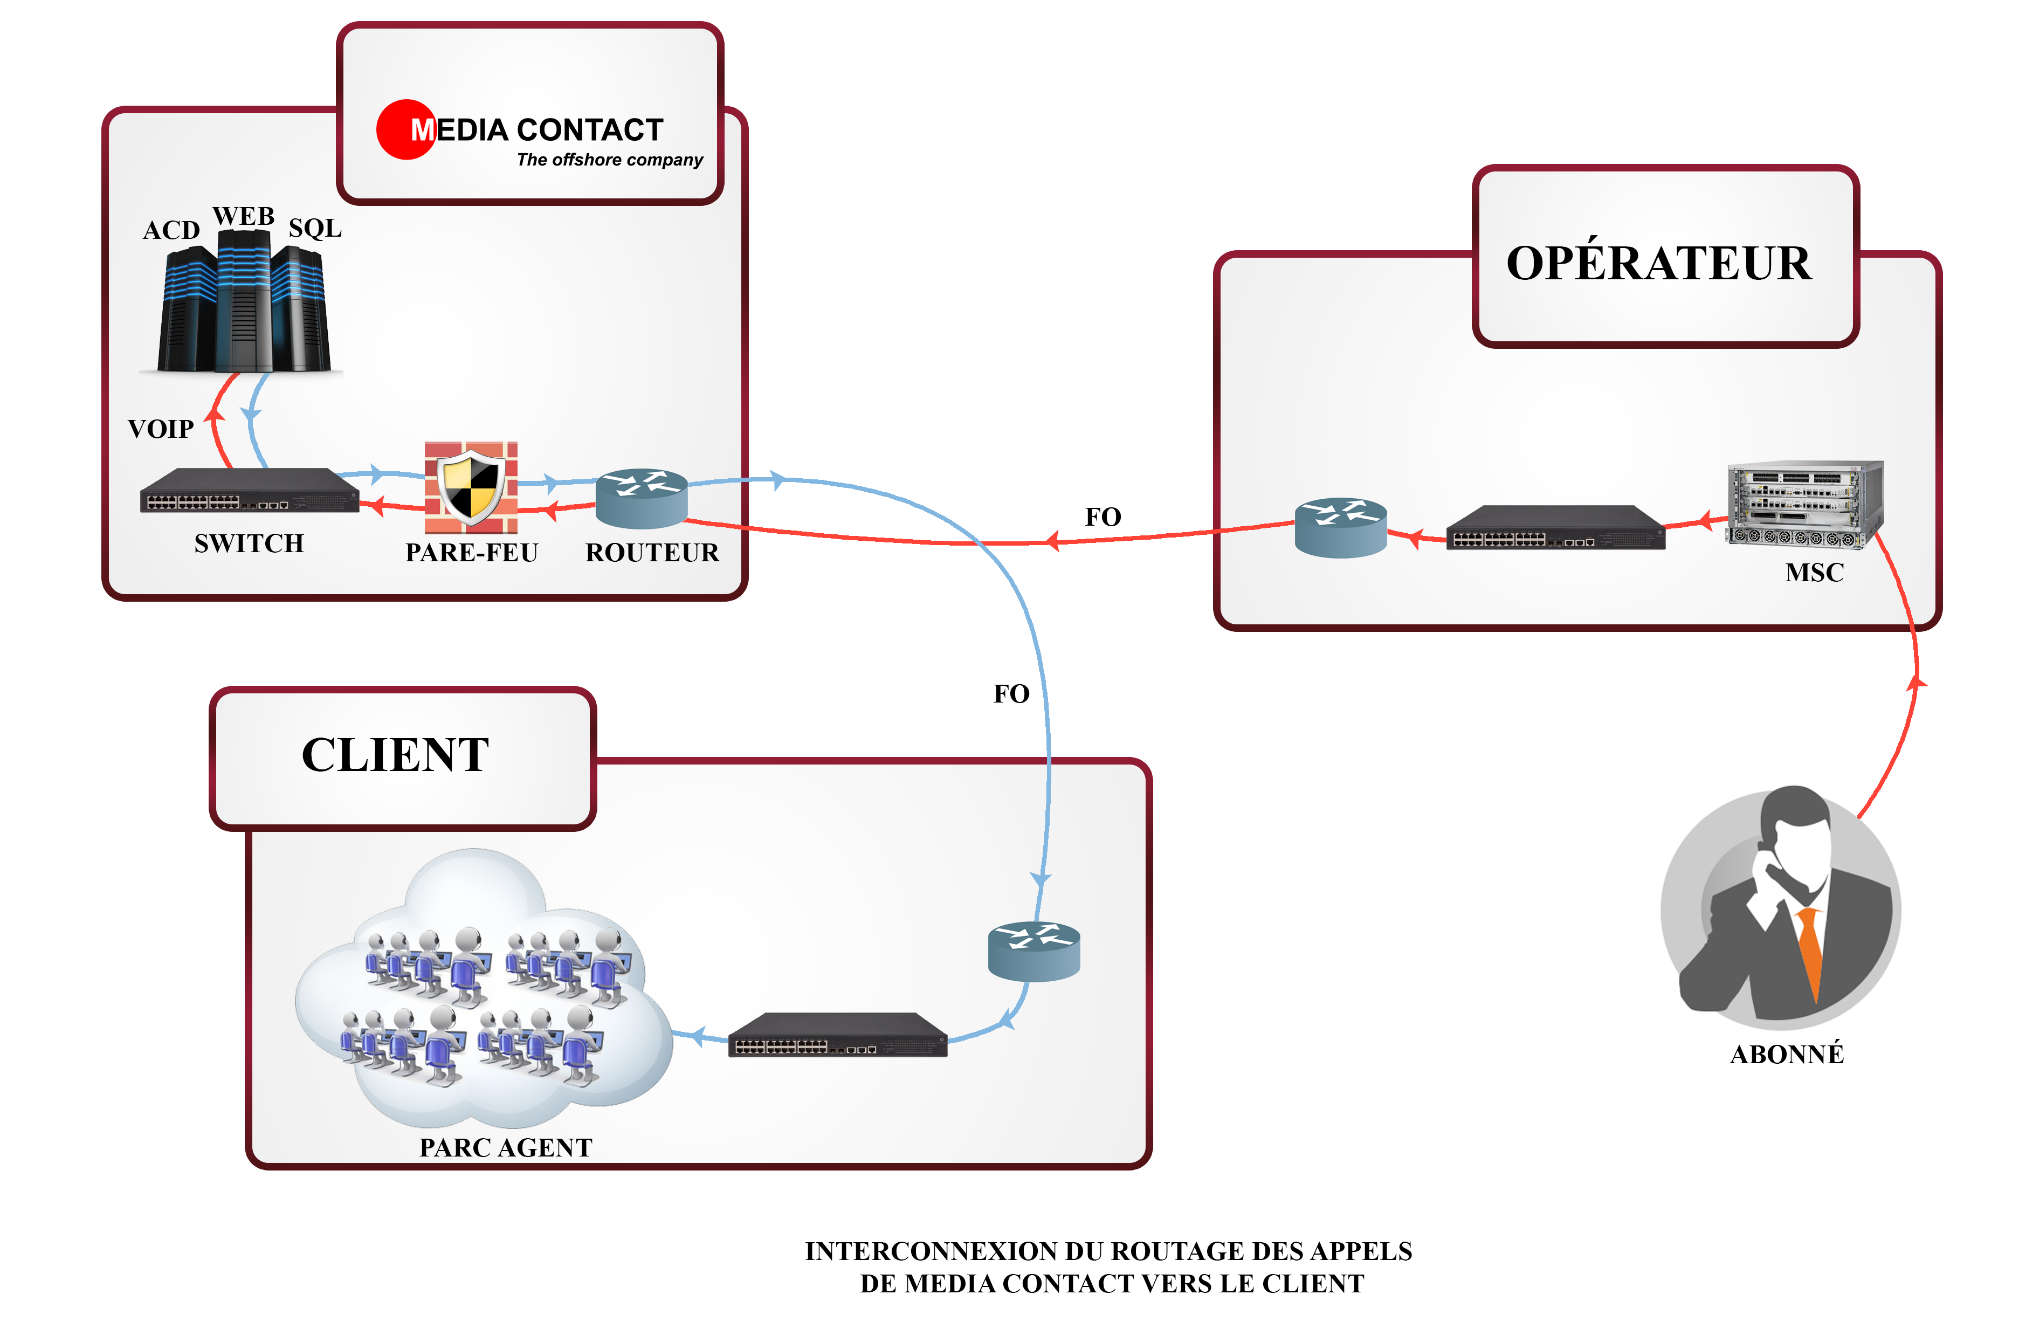 MEDIA CONTACT
The offshore company
ACD
WEB
SQL
VOIP
SWITCH
PARE-FEU
ROUTEUR
FO
OPÉRATEUR
MSC
FO
CLIENT
PARC AGENT
ABONNÉ
INTERCONNEXION DU ROUTAGE DES APPELS
DE MEDIA CONTACT VERS LE CLIENT